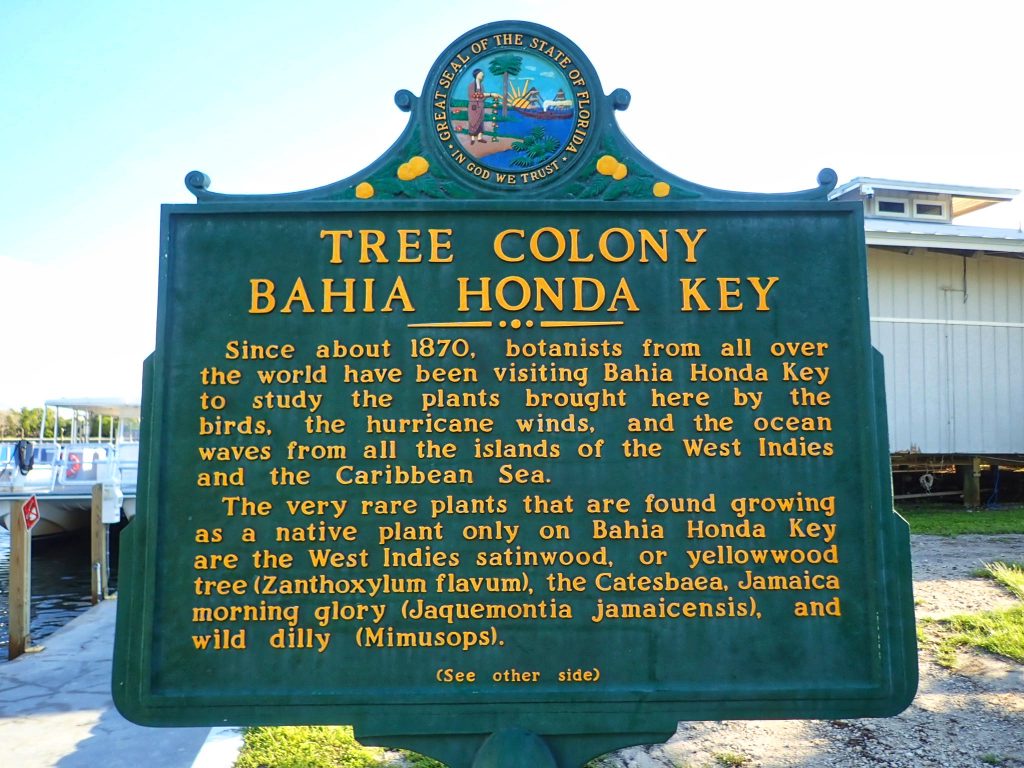 GREAT SEAL OF THE STATE OF FLORIDA
IN GOD WE TRUST
TREE COLONY
BAHIA HONDA KEY
Since about 1870, botanists from all over
the world have been visiting Bahia Honda Key
to study the plants brought here by the
birds, the hurricane winds, and the ocean
waves from all the islands of the West Indies
and the Caribbean Sea.
The very rare plants that are found growing
as a native plant only on Bahia Honda Key
are the West Indies satinwood, or yellowwood
tree (Zanthoxylum flavum), the Catesbaea, Jamaica
morning glory (Jaquemontia jamaicensis), and
wild dilly (Mimusops).
(See other side)